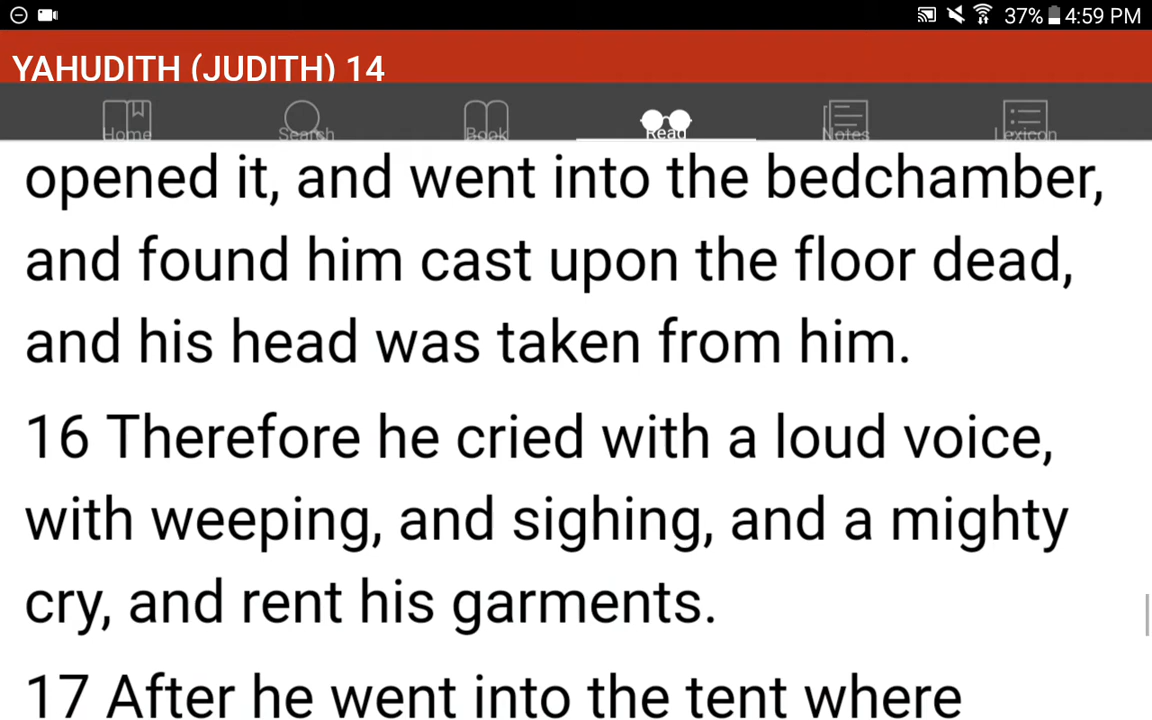 37% 4:59 PM
YAHUDITH (JUDITH) 14
Home Search Book Read Notes Lexicon
opened it, and went into the bedchamber,
and found him cast upon the floor dead,
and his head was taken from him.
16 Therefore he cried with a loud voice,
with weeping, and sighing, and a mighty
cry, and rent his garments.
17 After he went into the tent where